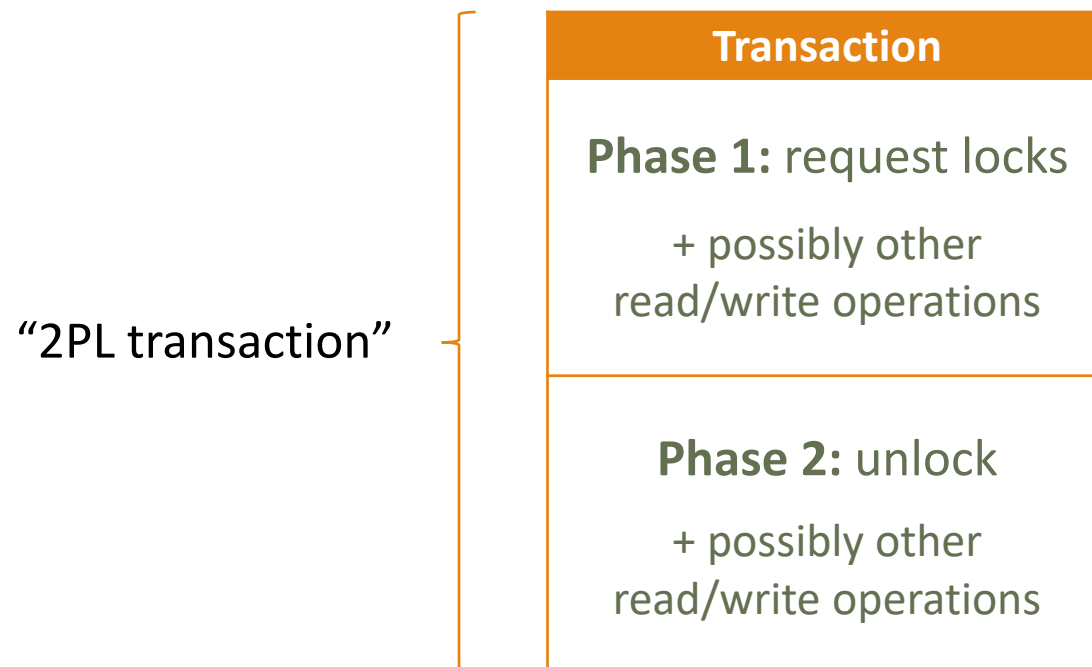 Transaction
Phase 1: request locks
+ possibly other
read/write operations
“2PL transaction”
Phase 2: unlock
+ possibly other
read/write operations